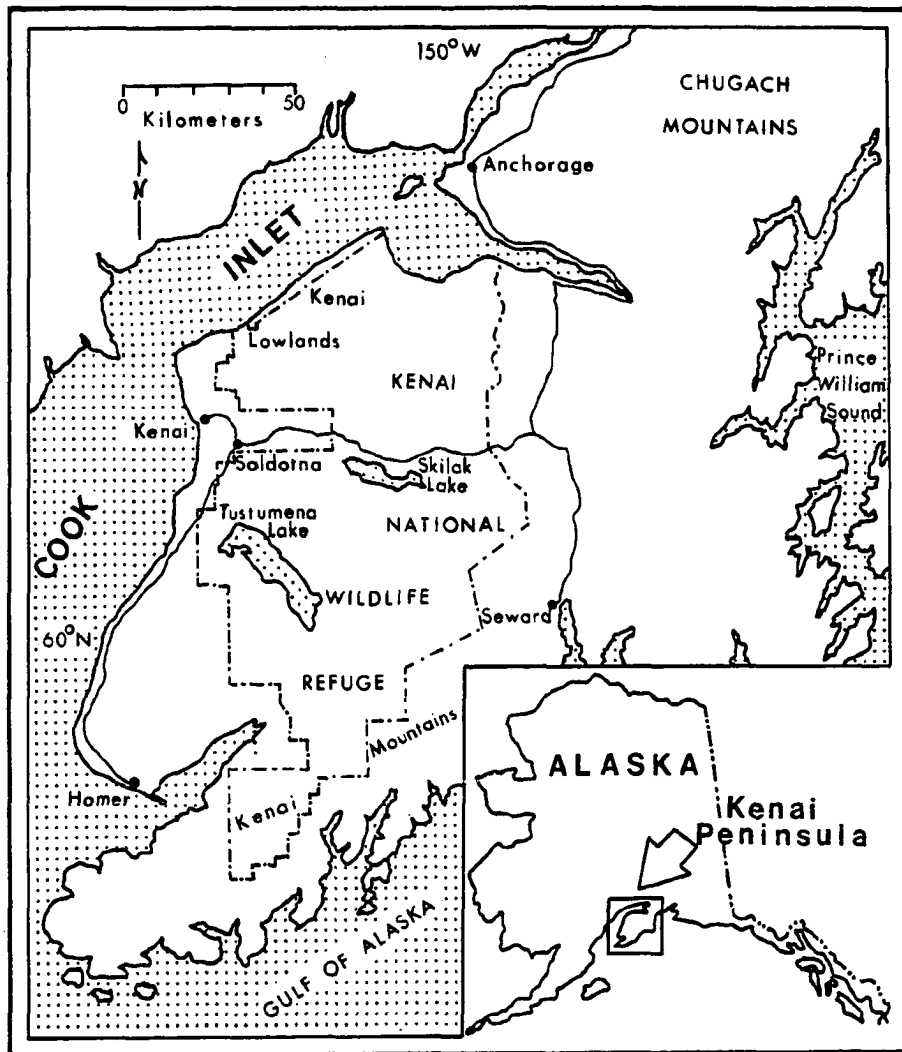 150°W
0 50
Kilometers
N
CHUGACH
MOUNTAINS
Anchorage
COOK INLET
Kenai
Lowlands
KENAI
Prince
William
Sound
Kenai
Soldotna
Skilak
Lake
Tustumena
Lake
NATIONAL
WILDLIFE
Seward
60°N
REFUGE
Kenai Mountains
Homer
GULF OF ALASKA
ALASKA
Kenai
Peninsula